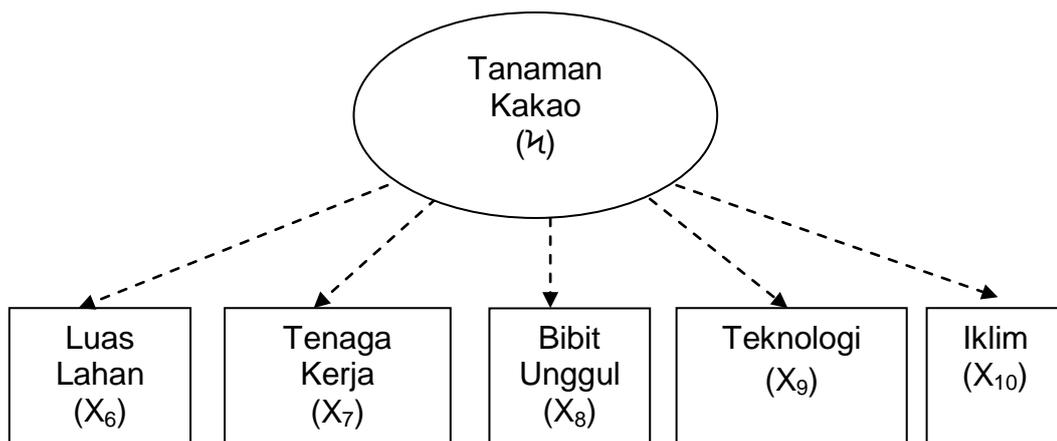 Tanaman
Kakao
(ϰ)
Luas
Lahan
(X₆)
Tenaga
Kerja
(X₇)
Bibit
Unggul
(X₈)
Teknologi
(X₉)
Iklim
(X₁₀)